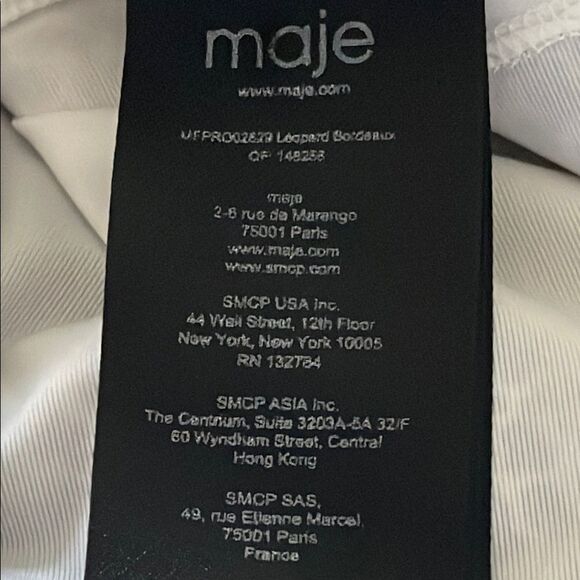 maje
www.maje.com
MFPRO02829 Léopard Bordeaux
OF 148258
maje
2-6 rue de Marengo
75001 Paris
www.maje.com
www.smcp.com
SMCP USA Inc.
44 Wall Street, 12th Floor
New York, New York 10005
RN 132784
SMCP ASIA Inc.
The Centrium, Suite 3203A-5A 32/F
60 Wyndham Street, Central
Hong Kong
SMCP SAS,
49, rue Etienne Marcel,
75001 Paris
France